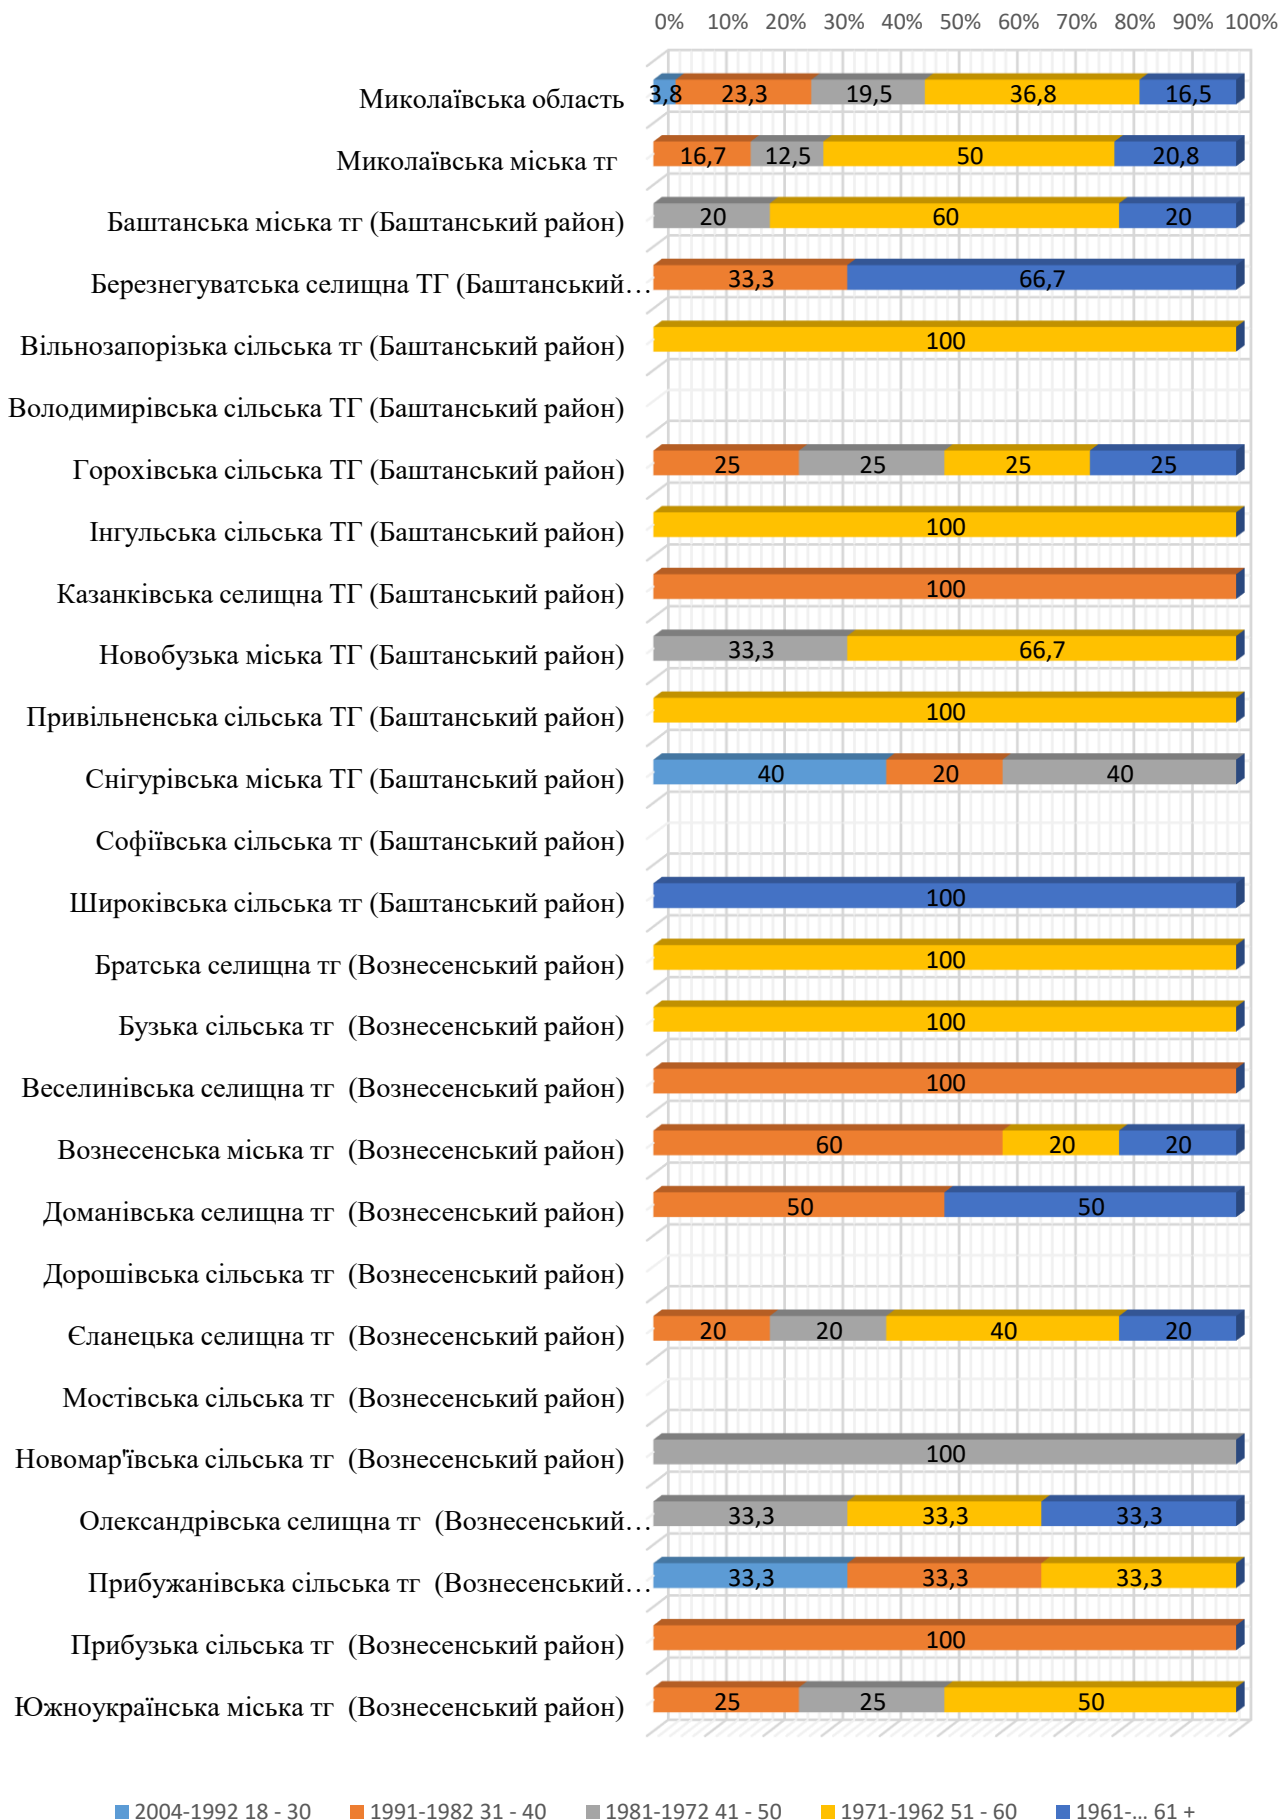 0% 10% 20% 30% 40% 50% 60% 70% 80% 90% 100%
Миколаївська область 3,8 23,3 19,5 36,8 16,5
Миколаївська міська тг 16,7 12,5 50 20,8
Баштанська міська тг (Баштанський район) 20 60 20
Березнегуватська селищна ТГ (Баштанський… 33,3 66,7
Вільнозапорізька сільська тг (Баштанський район) 100
Володимирівська сільська ТГ (Баштанський район)
Горохівська сільська ТГ (Баштанський район) 25 25 25 25
Інгульська сільська ТГ (Баштанський район) 100
Казанківська селищна ТГ (Баштанський район) 100
Новобузька міська ТГ (Баштанський район) 33,3 66,7
Привільненська сільська ТГ (Баштанський район) 100
Снігурівська міська ТГ (Баштанський район) 40 20 40
Софіївська сільська тг (Баштанський район)
Широківська сільська тг (Баштанський район) 100
Братська селищна тг (Вознесенський район) 100
Бузька сільська тг (Вознесенський район) 100
Веселинівська селищна тг (Вознесенський район) 100
Вознесенська міська тг (Вознесенський район) 60 20 20
Доманівська селищна тг (Вознесенський район) 50 50
Дорошівська сільська тг (Вознесенський район)
Єланецька селищна тг (Вознесенський район) 20 20 40 20
Мостівська сільська тг (Вознесенський район)
Новомар'ївська сільська тг (Вознесенський район) 100
Олександрівська селищна тг (Вознесенський… 33,3 33,3 33,3
Прибужанівська сільська тг (Вознесенський… 33,3 33,3 33,3
Прибузька сільська тг (Вознесенський район) 100
Южноукраїнська міська тг (Вознесенський район) 25 25 50
2004-1992 18 - 30 1991-1982 31 - 40 1981-1972 41 - 50 1971-1962 51 - 60 1961-... 61 +